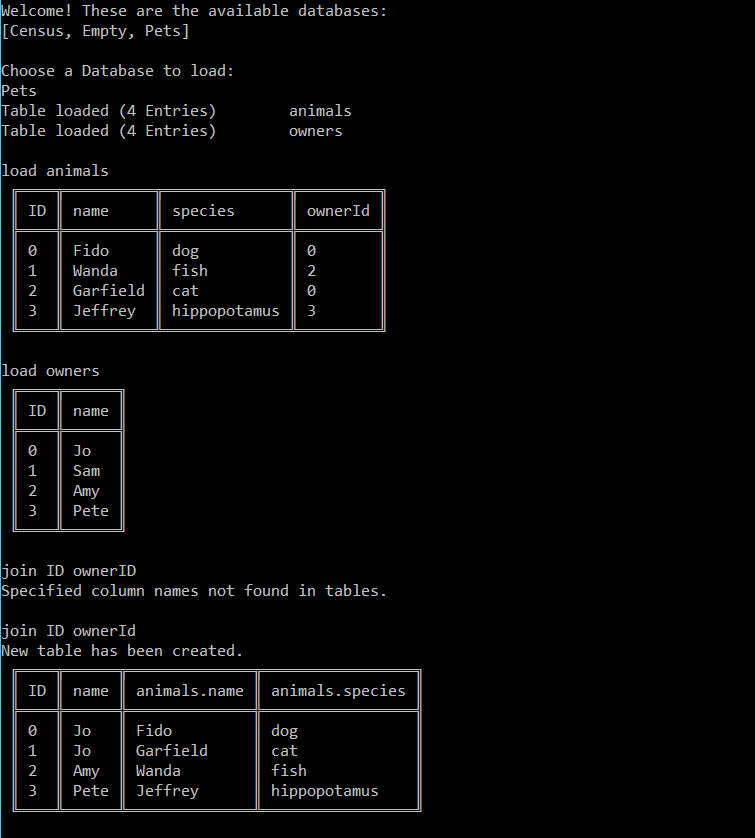 Welcome! These are the available databases:
[Census, Empty, Pets]
Choose a Database to load:
Pets
Table loaded (4 Entries) animals
Table loaded (4 Entries) owners
load animals
ID name species ownerId
0 Fido dog 0
1 Wanda fish 2
2 Garfield cat 0
3 Jeffrey hippopotamus 3
load owners
ID name
0 Jo
1 Sam
2 Amy
3 Pete
join ID ownerID
Specified column names not found in tables.
join ID ownerId
New table has been created.
ID name animals.name animals.species
0 Jo Fido dog
1 Jo Garfield cat
2 Amy Wanda fish
3 Pete Jeffrey hippopotamus